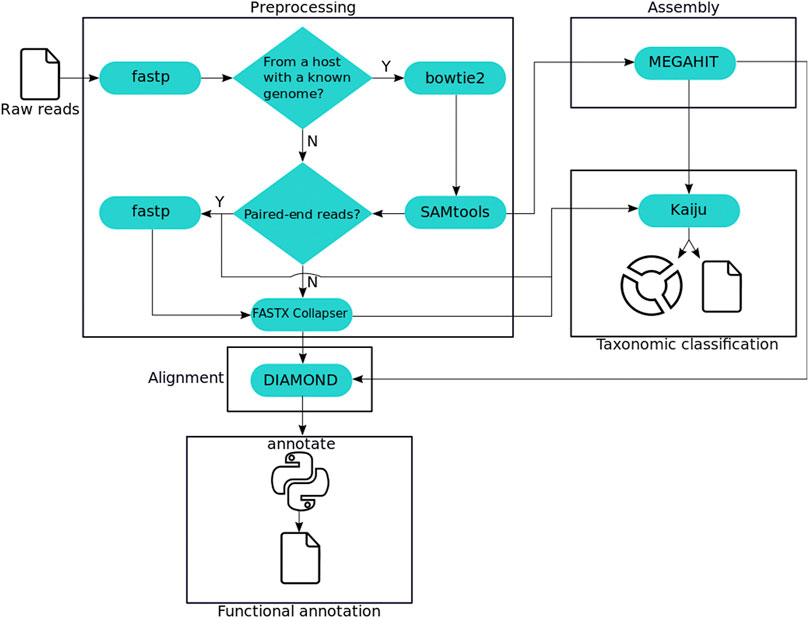 Preprocessing
Assembly
Raw reads
fastp
From a host
with a known
genome?
Y
bowtie2
MEGAHIT
N
fastp
Y
Paired-end reads?
SAMtools
Kaiju
N
FASTX Collapser
Taxonomic classification
Alignment
DIAMOND
annotate
Functional annotation